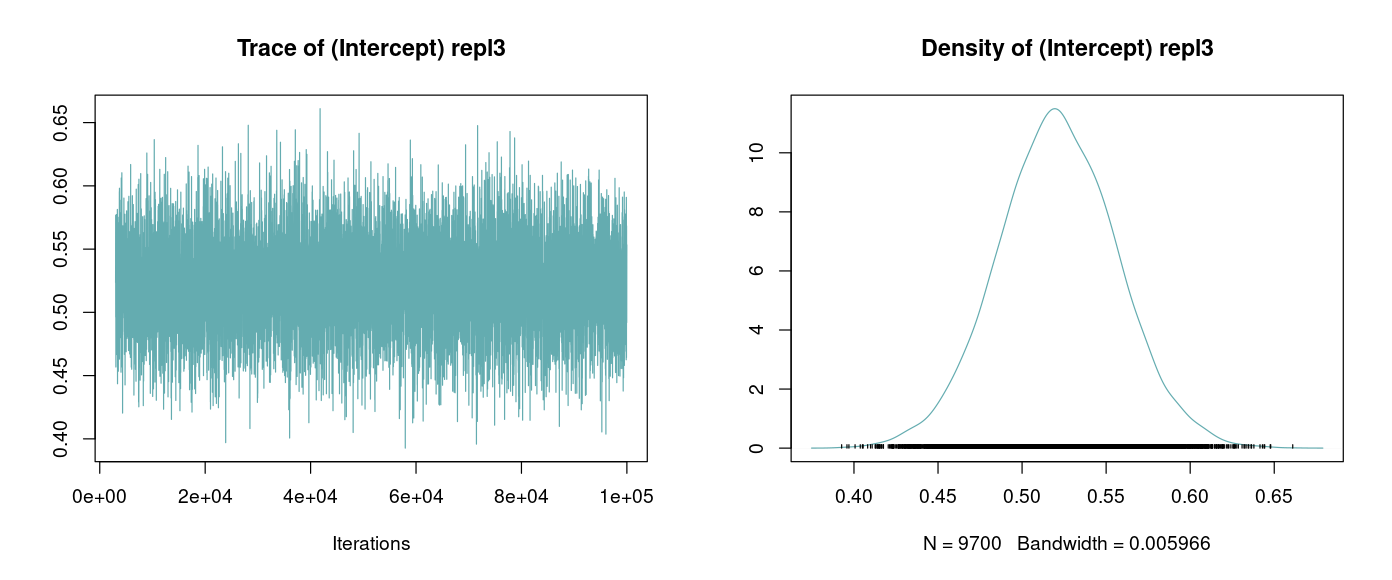 Trace of (Intercept) repl3
0.65
0.60
0.55
0.50
0.45
0.40
0e+00 2e+04 4e+04 6e+04 8e+04 1e+05
Iterations
Density of (Intercept) repl3
10
8
6
4
2
0
0.40 0.45 0.50 0.55 0.60 0.65
N = 9700 Bandwidth = 0.005966